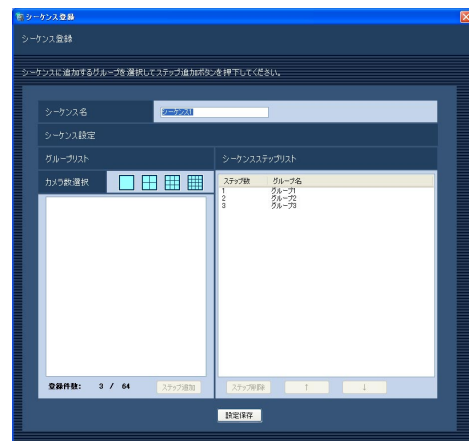 シーケンス登録
シーケンス登録
シーケンスに追加するグループを選択してステップ追加ボタンを押下してください。
シーケンス名
シーケンス1
シーケンス設定
グループリスト
シーケンスステップリスト
カメラ数選択
ステップ数 グループ名
1 グループ1
2 グループ2
3 グループ3
登録件数: 3 / 64
ステップ追加
ステップ削除
↑
↓
設定保存